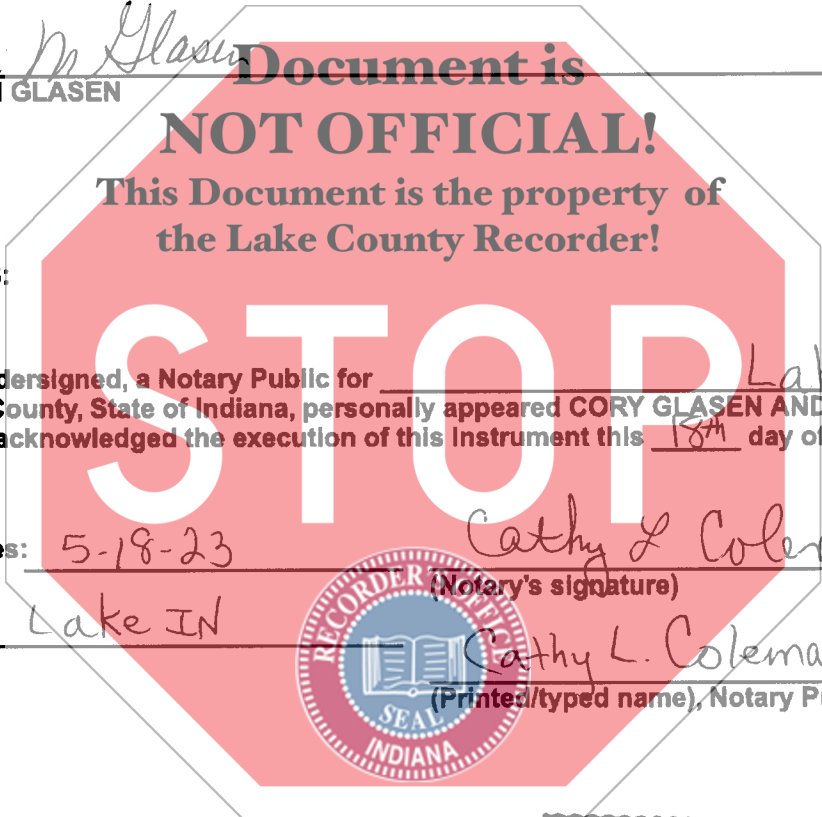 M Glasen
GLASEN
Document is
NOT OFFICIAL!
This Document is the property of
the Lake County Recorder!
STOP
dersigned, a Notary Public for La
County, State of Indiana, personally appeared CORY GLASEN AND
acknowledged the execution of this Instrument this 18th day of
s: 5-18-23
Cathy L Cole
(Notary's signature)
Lake IN
Cathy L. Colema
(Printed/typed name), Notary P
RECORDER'S OFFICE
SEAL
INDIANA